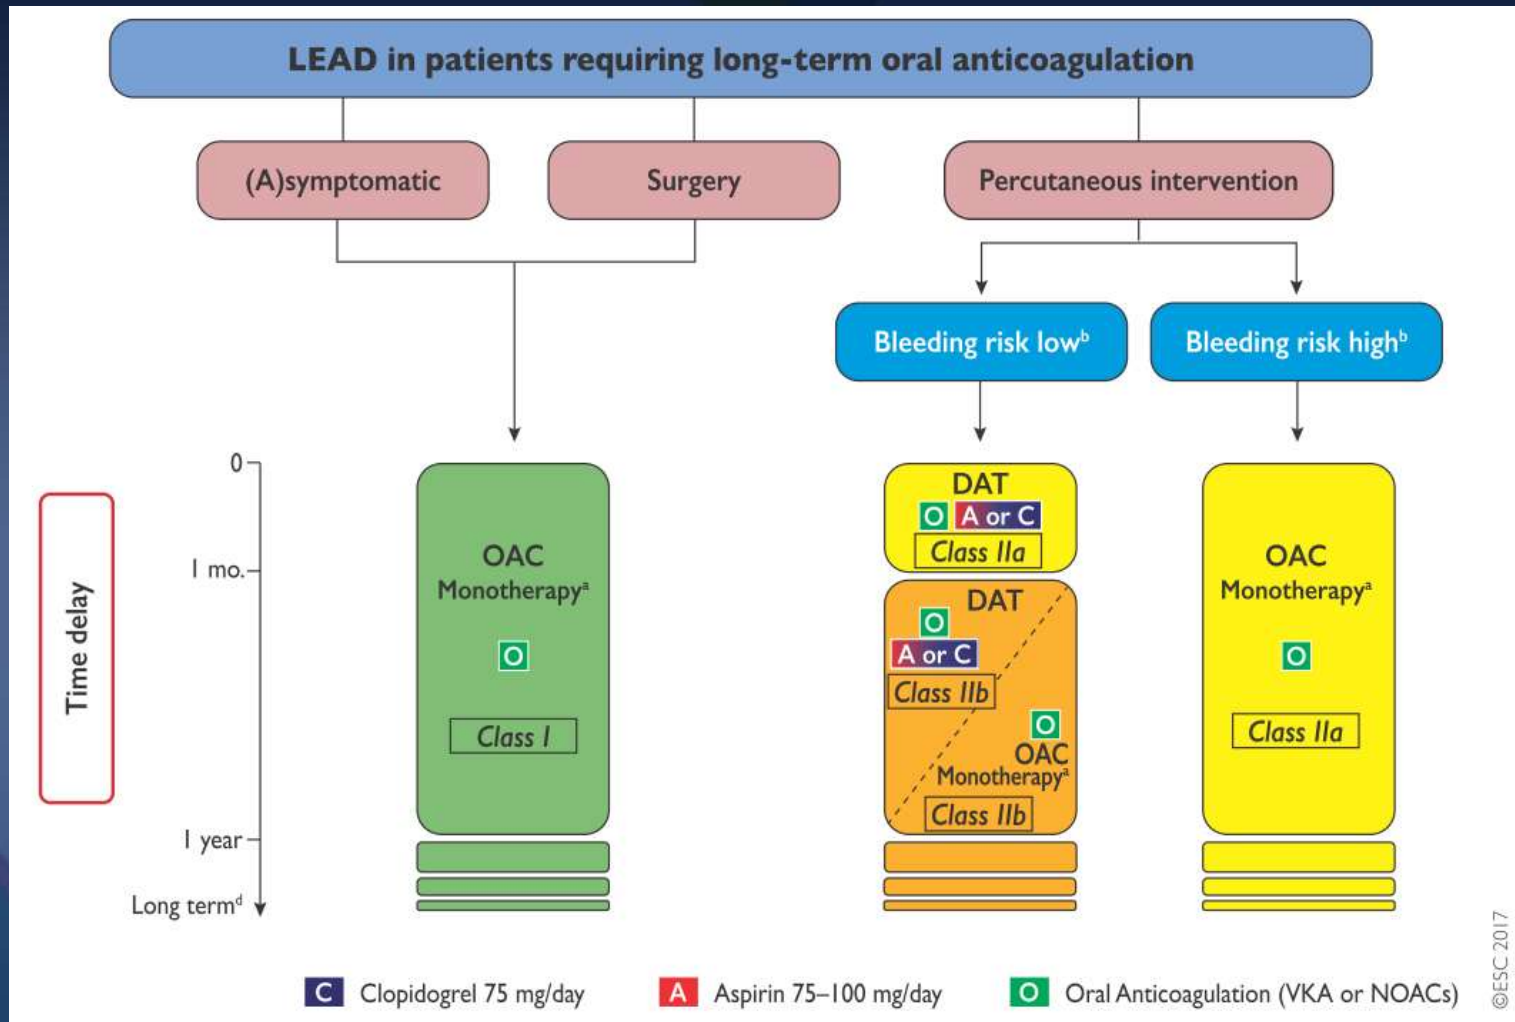 LEAD in patients requiring long-term oral anticoagulation
(A)symptomatic
Surgery
Percutaneous intervention
Bleeding risk lowᵇ
Bleeding risk highᵇ
Time delay
0
1 mo.
1 year
Long termᵈ
OAC
Monotherapyᵃ
O
Class I
DAT
O A or C
Class IIa
DAT
O
A or C
Class IIb
O
OAC
Monotherapyᵃ
Class IIb
OAC
Monotherapyᵃ
O
Class IIa
C Clopidogrel 75 mg/day
A Aspirin 75–100 mg/day
O Oral Anticoagulation (VKA or NOACs)
©ESC 2017